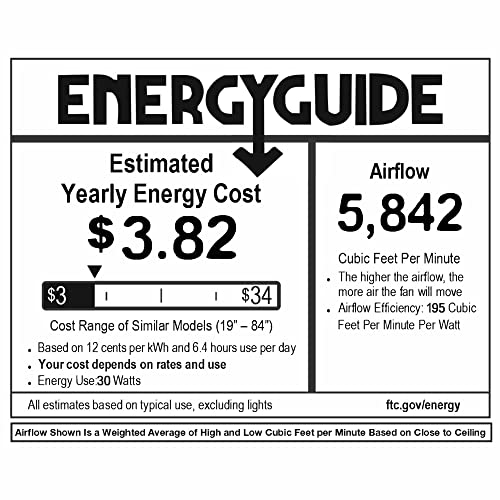 ENERGYGUIDE
Estimated
Yearly Energy Cost
$3.82
$3 $34
Cost Range of Similar Models (19” – 84”)
• Based on 12 cents per kWh and 6.4 hours use per day
• Your cost depends on rates and use
• Energy Use:30 Watts
Airflow
5,842
Cubic Feet Per Minute
• The higher the airflow, the
more air the fan will move
• Airflow Efficiency: 195 Cubic
Feet Per Minute Per Watt
All estimates based on typical use, excluding lights
ftc.gov/energy
Airflow Shown Is a Weighted Average of High and Low Cubic Feet per Minute Based on Close to Ceiling